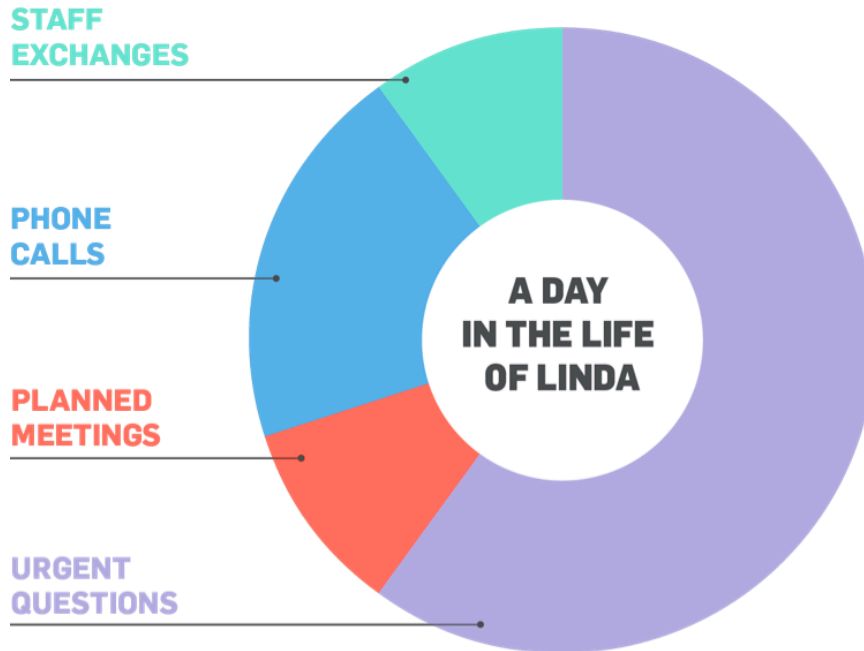 STAFF
EXCHANGES
PHONE
CALLS
A DAY
IN THE LIFE
OF LINDA
PLANNED
MEETINGS
URGENT
QUESTIONS